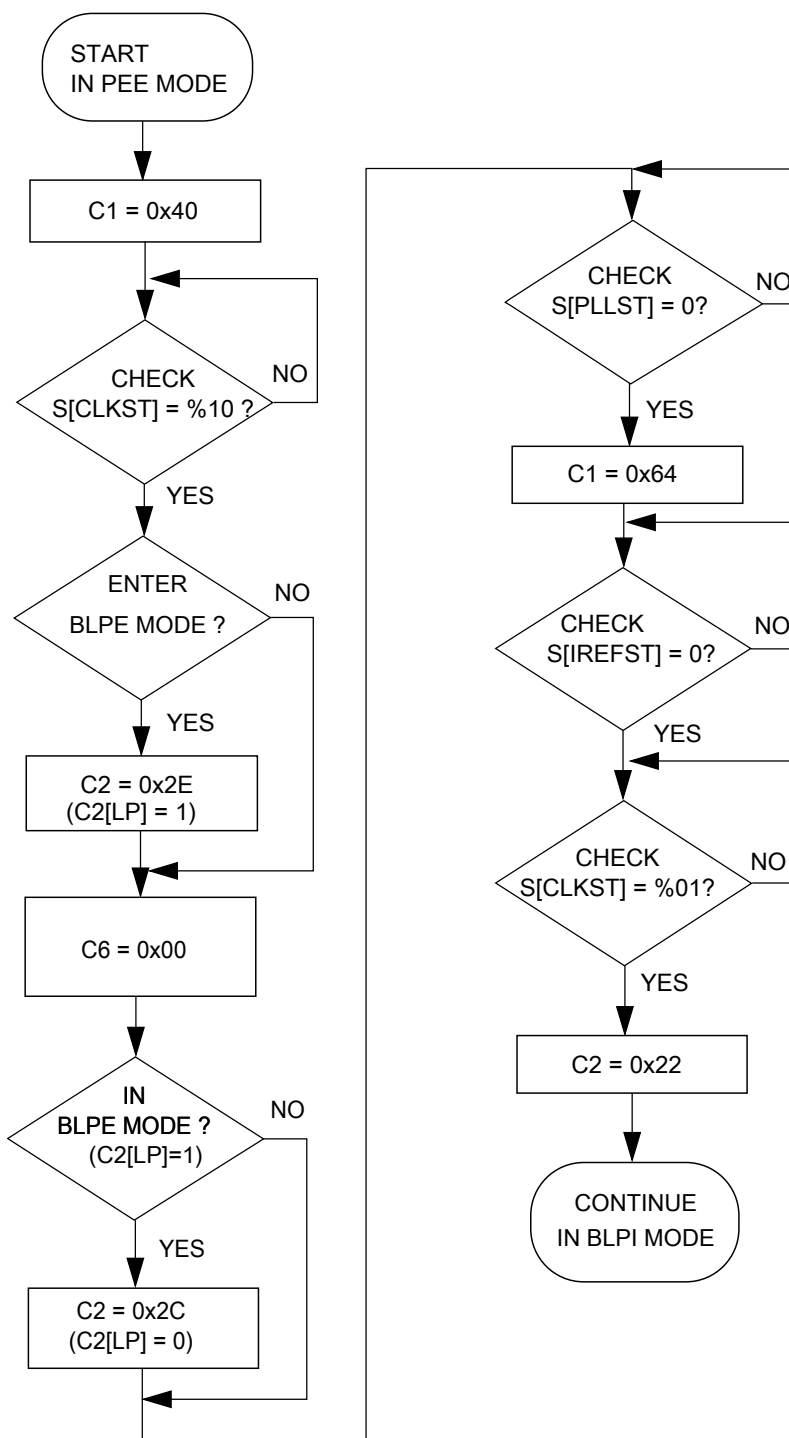 START
IN PEE MODE
C1 = 0x40
CHECK
S[CLKST] = %10 ?
NO
YES
ENTER
BLPE MODE ?
NO
YES
C2 = 0x2E
(C2[LP] = 1)
C6 = 0x00
IN
BLPE MODE ?
(C2[LP]=1)
NO
YES
C2 = 0x2C
(C2[LP] = 0)
CHECK
S[PLLST] = 0?
NO
YES
C1 = 0x64
CHECK
S[IREFST] = 0?
NO
YES
CHECK
S[CLKST] = %01?
NO
YES
C2 = 0x22
CONTINUE
IN BLPI MODE